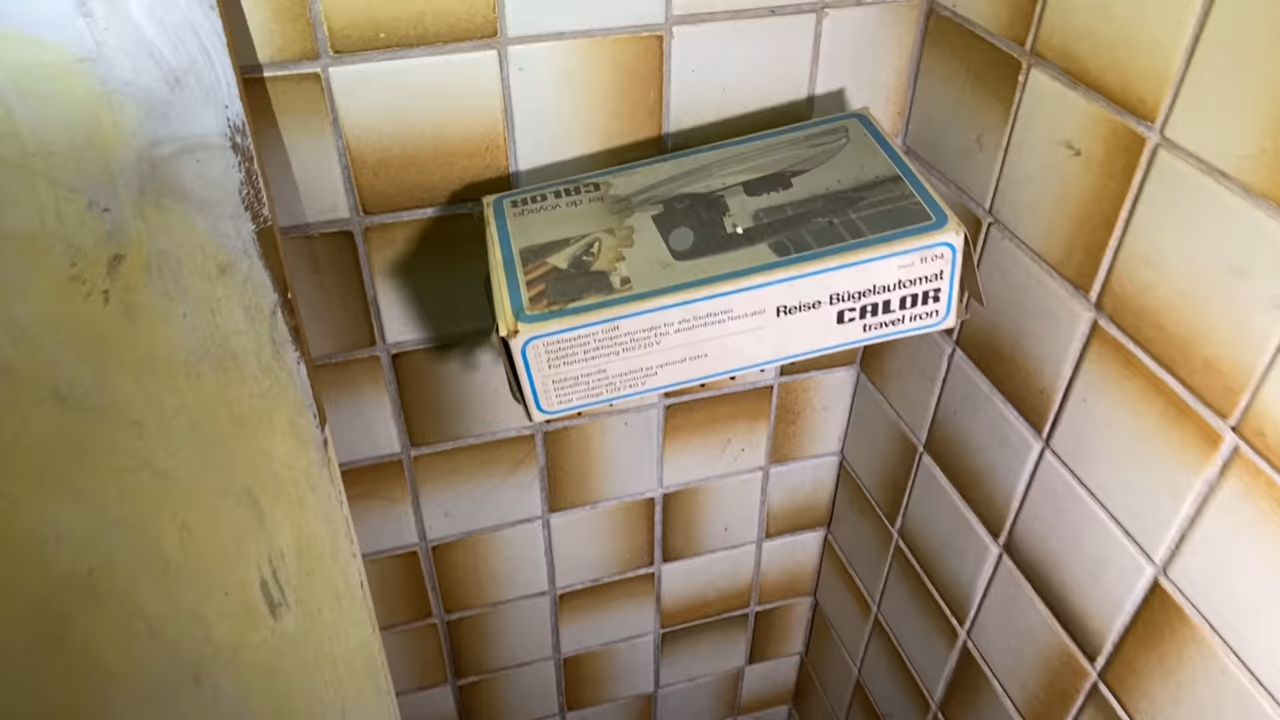 CALOR
fer de voyage
mod. 11.04
Reise-Bügelautomat
CALOR
travel iron
Umklappbarer Griff
Stufenloser Temperaturregler für alle Stoffarten
Zubehör: praktisches Reise-Etui, abnehmbares Netzkabel
Für Netzspannung 110/220 V
folding handle
travelling case supplied as optional extra
thermostatically controlled
dual voltage 120/240 V